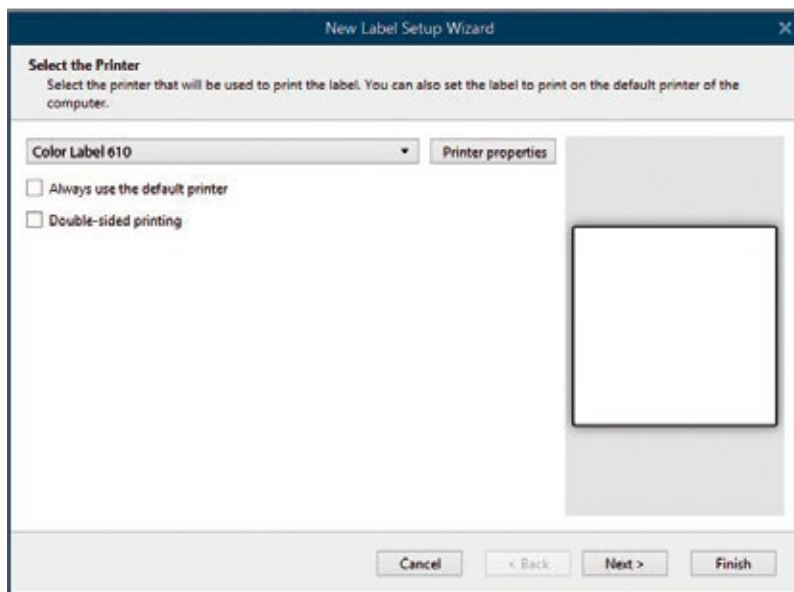 New Label Setup Wizard
Select the Printer
Select the printer that will be used to print the label. You can also set the label to print on the default printer of the
computer.
Color Label 610
Printer properties
Always use the default printer
Double-sided printing
Cancel
< Back
Next >
Finish